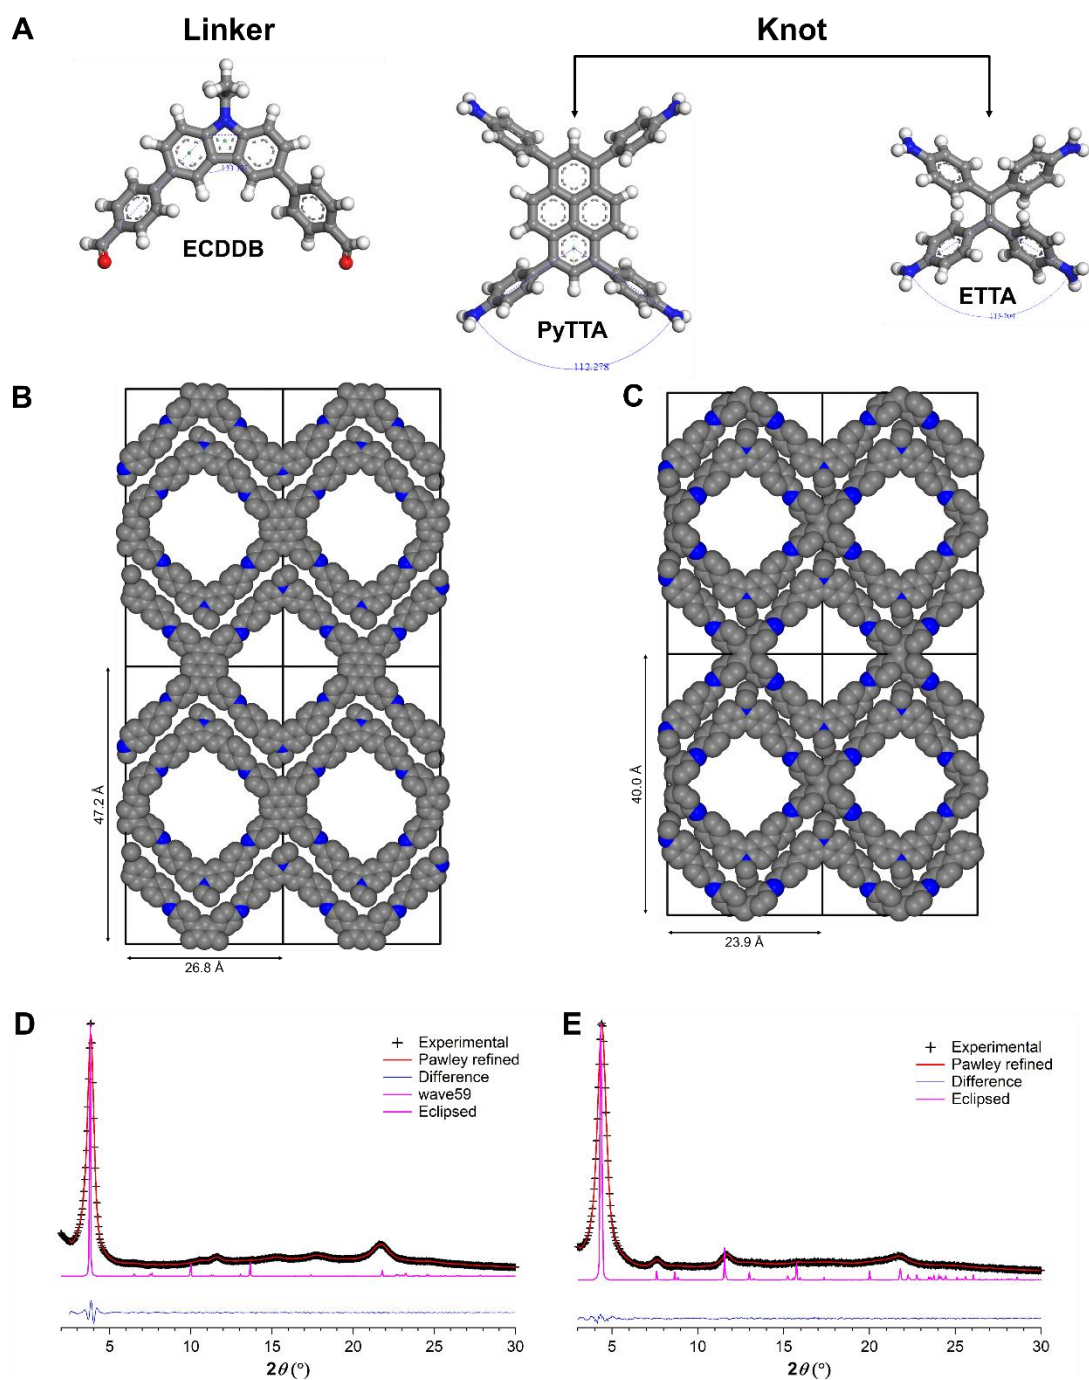 A
Linker
Knot
ECDDB
PyTTA
112.278
ETTA
B
C
47.2 Å
26.8 Å
40.0 Å
23.9 Å
D
Experimental
Pawley refined
Difference
wave59
Eclipsed
5 10 15 20 25 30
2θ (°)
E
Experimental
Pawley refined
Difference
Eclipsed
5 10 15 20 25 30
2θ (°)